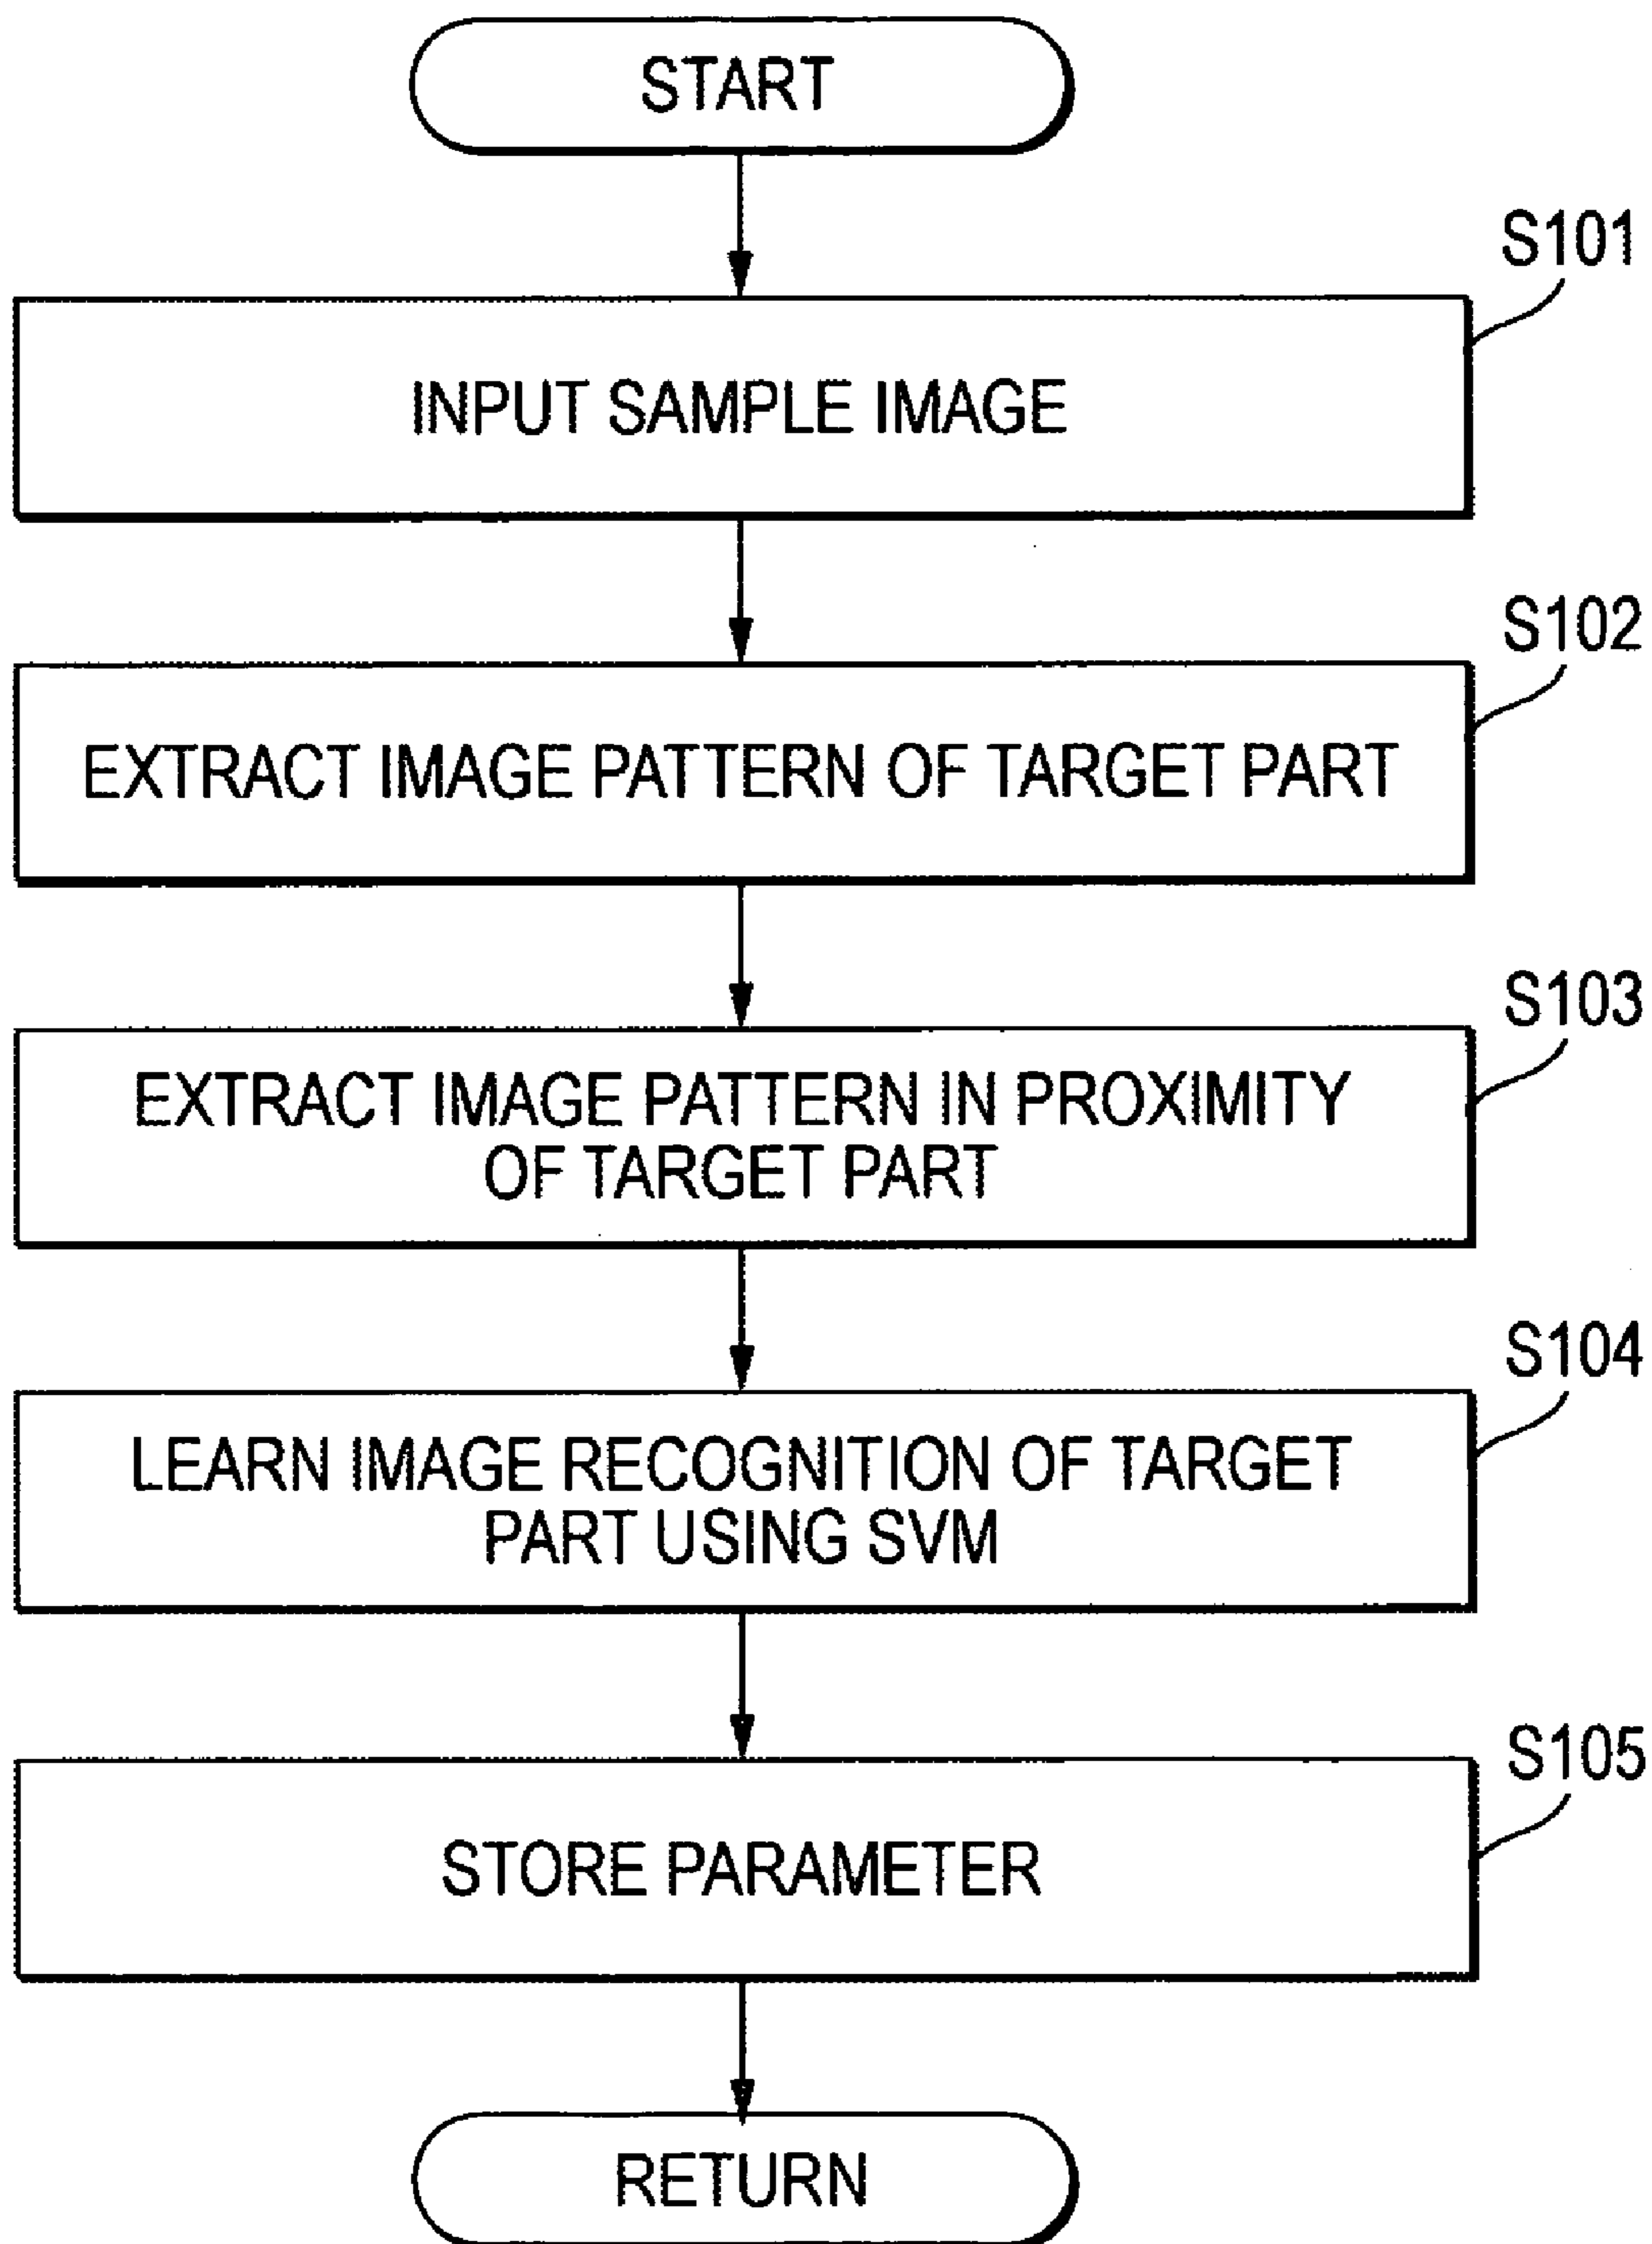 START
S101
INPUT SAMPLE IMAGE
S102
EXTRACT IMAGE PATTERN OF TARGET PART
S103
EXTRACT IMAGE PATTERN IN PROXIMITY
OF TARGET PART
S104
LEARN IMAGE RECOGNITION OF TARGET
PART USING SVM
S105
STORE PARAMETER
RETURN